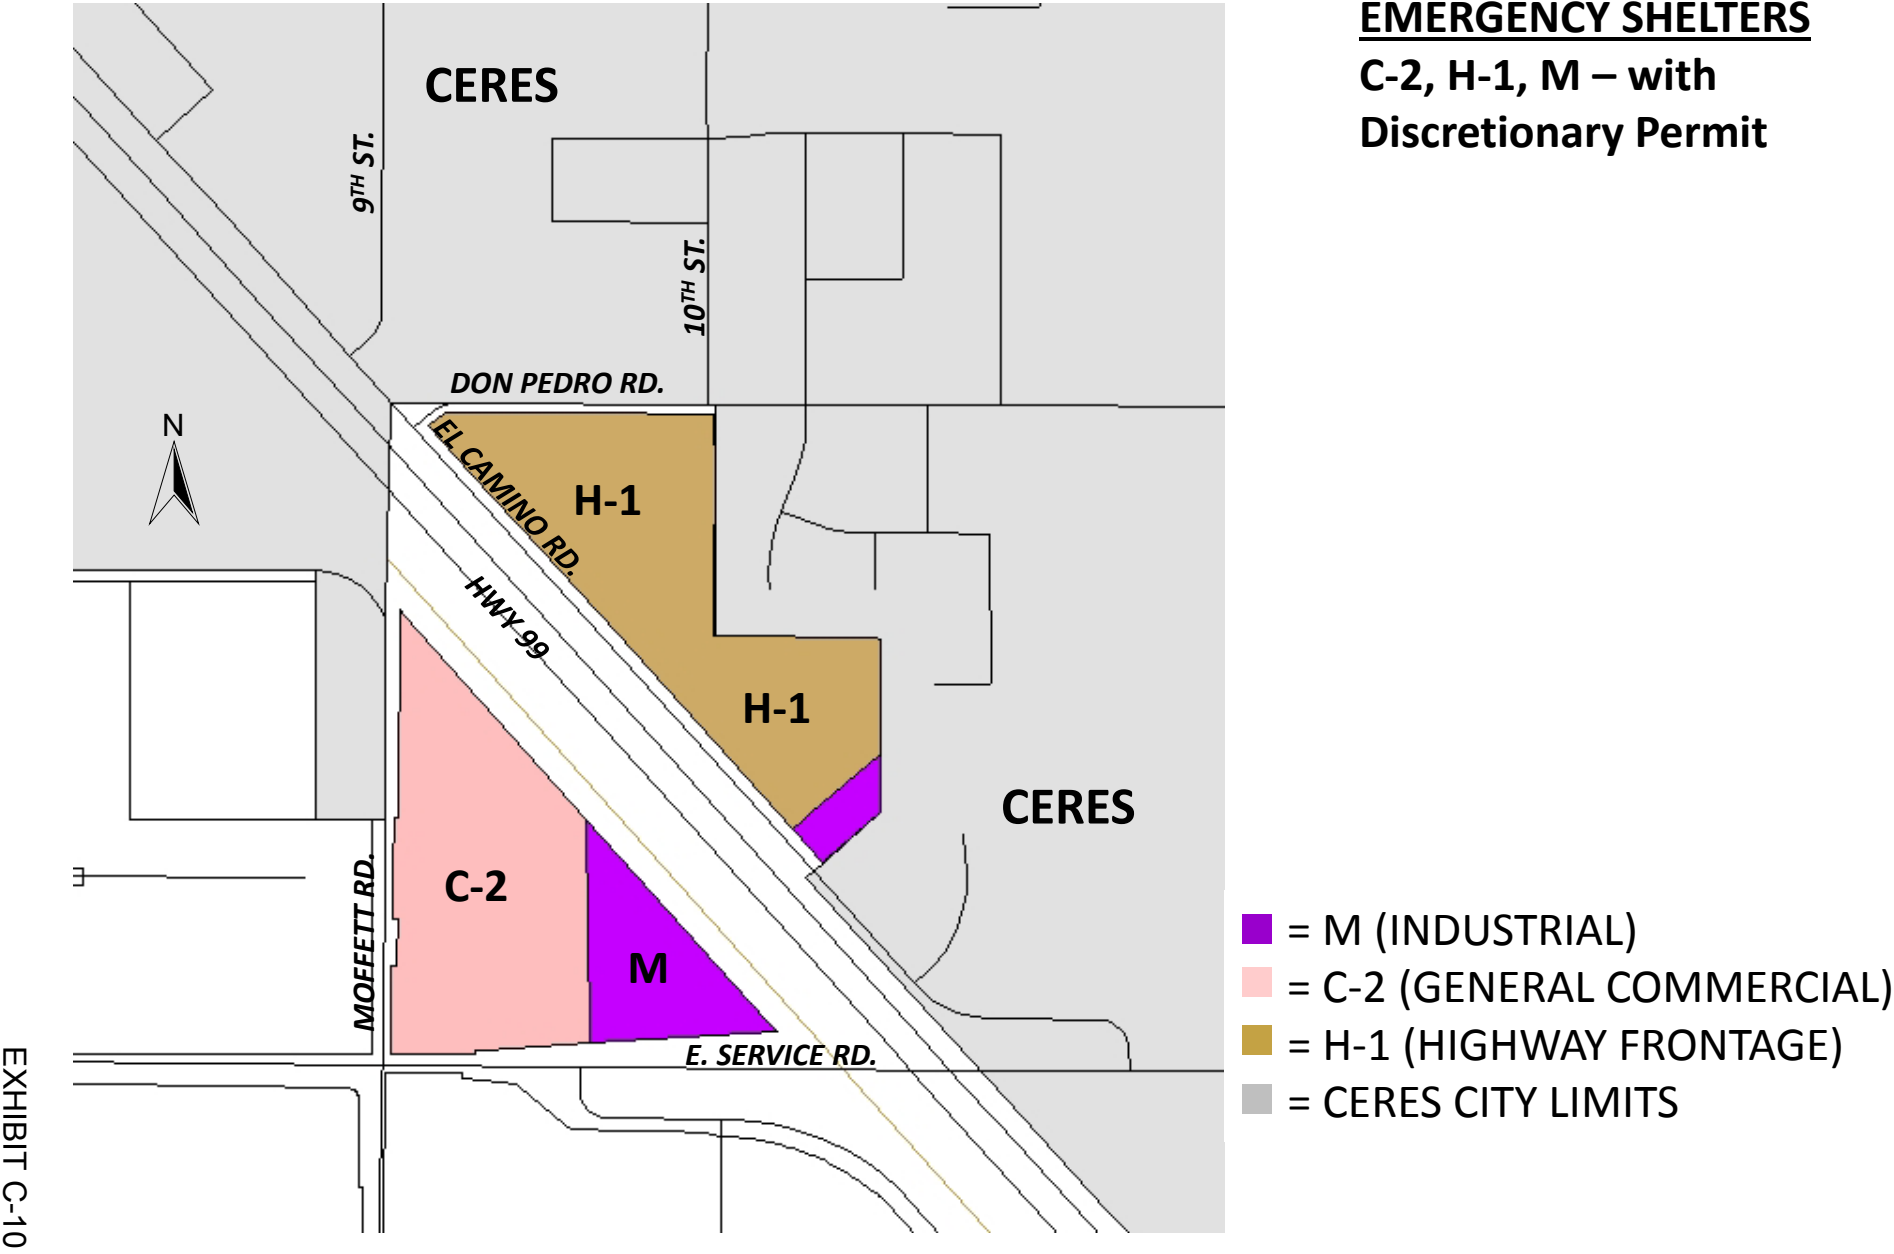 EMERGENCY SHELTERS
C-2, H-1, M – with
Discretionary Permit
CERES
9TH ST.
10TH ST.
DON PEDRO RD.
N
EL CAMINO RD.
H-1
HWY 99
H-1
CERES
C-2
MOFFETT RD.
M
E. SERVICE RD.
= M (INDUSTRIAL)
= C-2 (GENERAL COMMERCIAL)
= H-1 (HIGHWAY FRONTAGE)
= CERES CITY LIMITS
EXHIBIT C-10